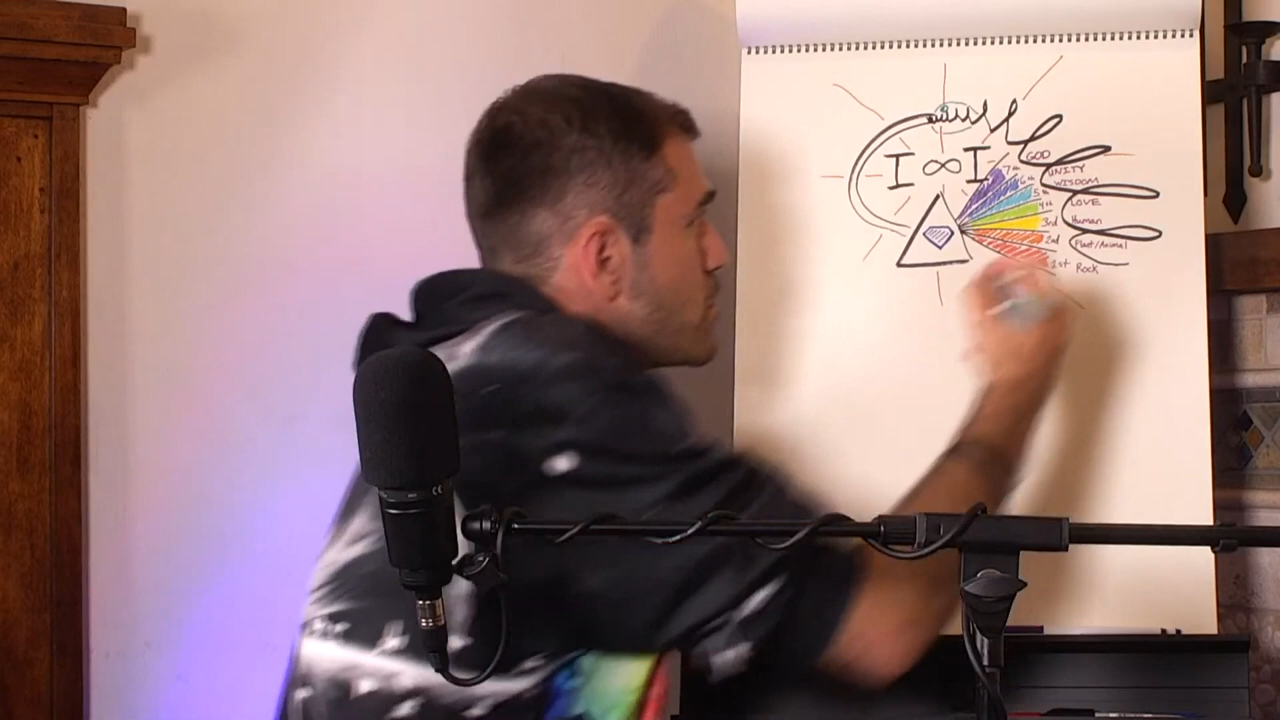 I ∞ I
GOD
7th
UNITY
6th
WISDOM
5th
LOVE
4th
Human
3rd
Plant/Animal
2nd
1st
Rock